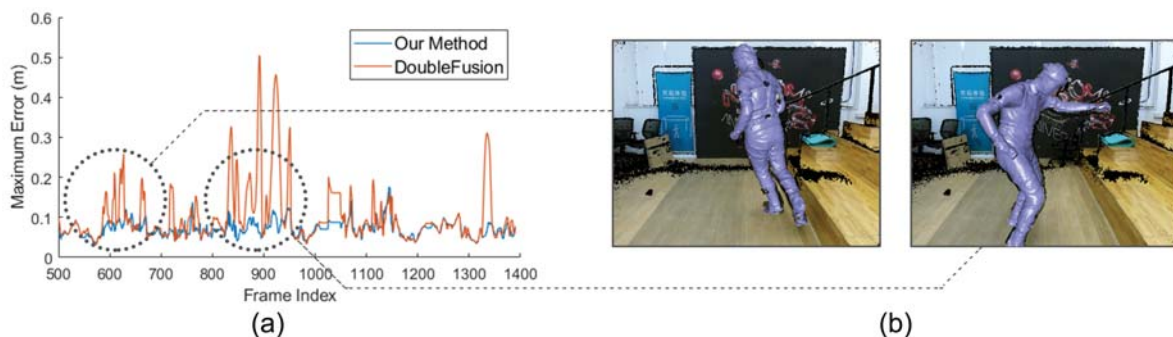 0.6
0.5
0.4
0.3
0.2
0.1
0
Maximum Error (m)
Our Method
DoubleFusion
500 600 700 800 900 1000 1100 1200 1300 1400
Frame Index
(a)
(b)